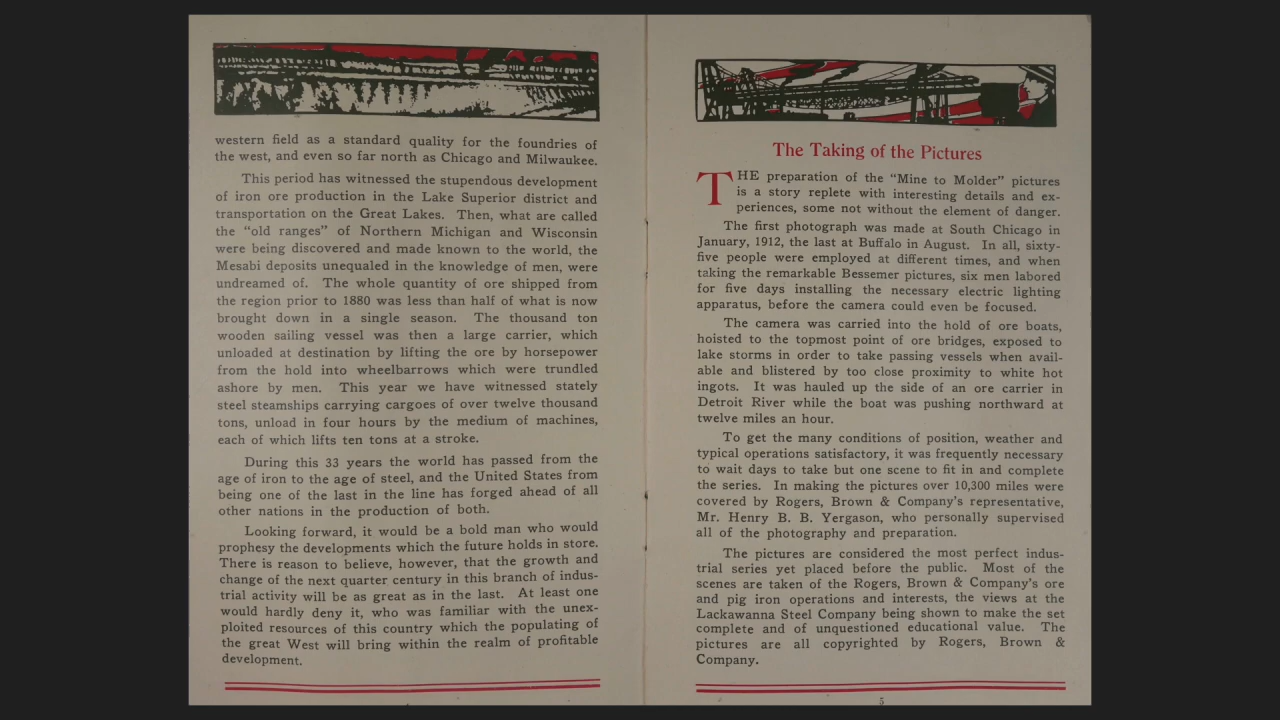 western field as a standard quality for the foundries of
the west, and even so far north as Chicago and Milwaukee.
This period has witnessed the stupendous development
of iron ore production in the Lake Superior district and
transportation on the Great Lakes. Then, what are called
the "old ranges" of Northern Michigan and Wisconsin
were being discovered and made known to the world, the
Mesabi deposits unequaled in the knowledge of men, were
undreamed of. The whole quantity of ore shipped from
the region prior to 1880 was less than half of what is now
brought down in a single season. The thousand ton
wooden sailing vessel was then a large carrier, which
unloaded at destination by lifting the ore by horsepower
from the hold into wheelbarrows which were trundled
ashore by men. This year we have witnessed stately
steel steamships carrying cargoes of over twelve thousand
tons, unload in four hours by the medium of machines,
each of which lifts ten tons at a stroke.
During this 33 years the world has passed from the
age of iron to the age of steel, and the United States from
being one of the last in the line has forged ahead of all
other nations in the production of both.
Looking forward, it would be a bold man who would
prophesy the developments which the future holds in store.
There is reason to believe, however, that the growth and
change of the next quarter century in this branch of indus-
trial activity will be as great as in the last. At least one
would hardly deny it, who was familiar with the unex-
ploited resources of this country which the populating of
the great West will bring within the realm of profitable
development.
The Taking of the Pictures
THE preparation of the "Mine to Molder" pictures
is a story replete with interesting details and ex-
periences, some not without the element of danger.
The first photograph was made at South Chicago in
January, 1912, the last at Buffalo in August. In all, sixty-
five people were employed at different times, and when
taking the remarkable Bessemer pictures, six men labored
for five days installing the necessary electric lighting
apparatus, before the camera could even be focused.
The camera was carried into the hold of ore boats,
hoisted to the topmost point of ore bridges, exposed to
lake storms in order to take passing vessels when avail-
able and blistered by too close proximity to white hot
ingots. It was hauled up the side of an ore carrier in
Detroit River while the boat was pushing northward at
twelve miles an hour.
To get the many conditions of position, weather and
typical operations satisfactory, it was frequently necessary
to wait days to take but one scene to fit in and complete
the series. In making the pictures over 10,300 miles were
covered by Rogers, Brown & Company's representative,
Mr. Henry B. B. Yergason, who personally supervised
all of the photography and preparation.
The pictures are considered the most perfect indus-
trial series yet placed before the public. Most of the
scenes are taken of the Rogers, Brown & Company's ore
and pig iron operations and interests, the views at the
Lackawanna Steel Company being shown to make the set
complete and of unquestioned educational value. The
pictures are all copyrighted by Rogers, Brown &
Company.
5